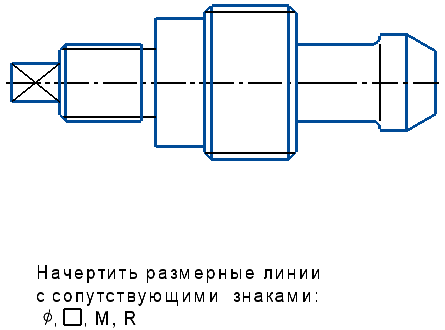 Начертить размерные линии
с сопутствующими знаками:
⌀, □, М, R